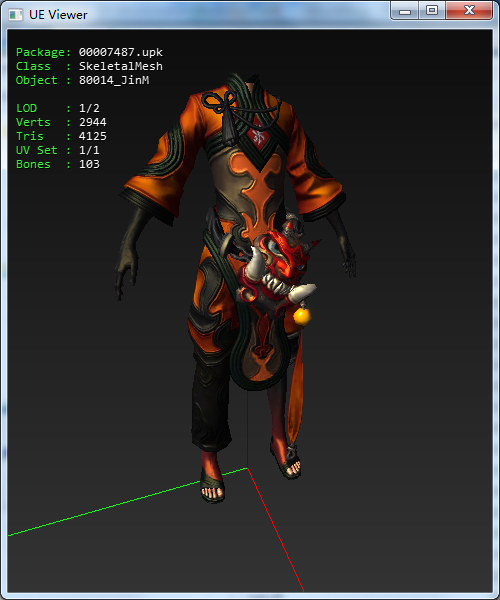 UE Viewer
Package: 00007487.upk
Class : SkeletalMesh
Object : 80014_JinM
LOD : 1/2
Verts : 2944
Tris : 4125
UV Set : 1/1
Bones : 103